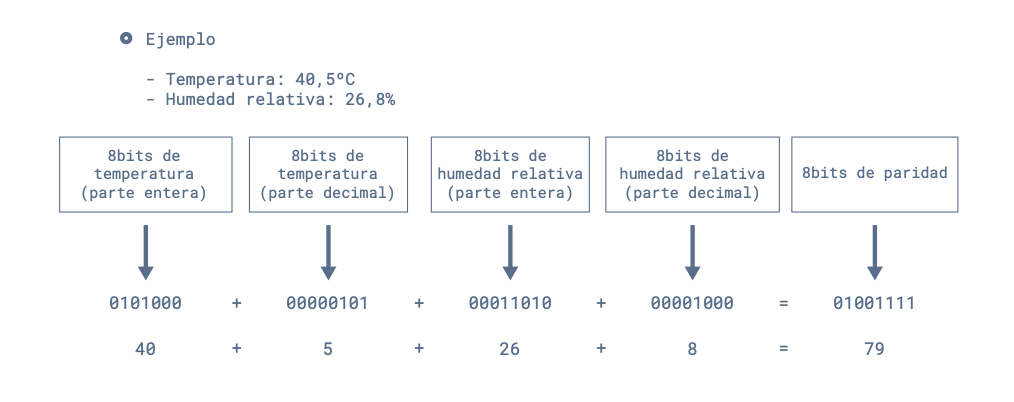 Ejemplo
- Temperatura: 40,5ºC
- Humedad relativa: 26,8%
8bits de
temperatura
(parte entera)
8bits de
temperatura
(parte decimal)
8bits de
humedad relativa
(parte entera)
8bits de
humedad relativa
(parte decimal)
8bits de paridad
0101000 + 00000101 + 00011010 + 00001000 = 01001111
40 + 5 + 26 + 8 = 79